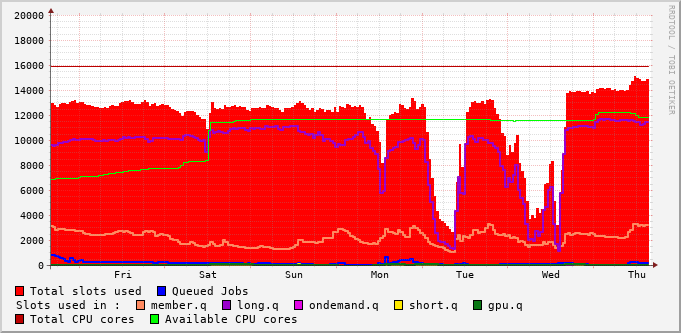 20000
18000
16000
14000
12000
10000
8000
6000
4000
2000
0
Fri Sat Sun Mon Tue Wed Thu
Total slots used Queued Jobs
Slots used in : member.q long.q ondemand.q short.q gpu.q
Total CPU cores Available CPU cores
RRDTOOL / TOBI OETIKER